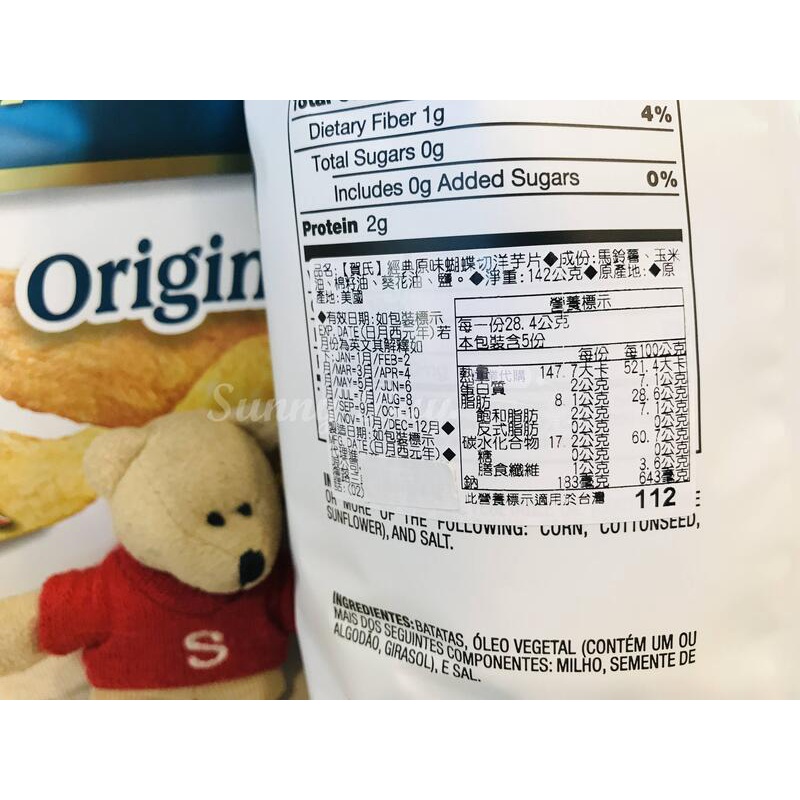 Origin
Dietary Fiber 1g 4%
Total Sugars 0g
Includes 0g Added Sugars 0%
Protein 2g
品名:【賀氏】經典原味蝴蝶切洋芋片◆成份:馬鈴薯、玉米
油、棉籽油、葵花油、鹽。◆淨重:142公克◆原產地:◆原
產地:美國
◆有效日期:如包裝標示
EXP.DATE(日月西元年)若
月份為英文其解釋如
下:JAN=1月/FEB=2
月/MAR=3月/APR=4
月/MAY=5月/JUN=6
月/JUL=7月/AUG=8
月/SEP=9月/OCT=10
月/NOV=11月/DEC=12月◆
製造日期:如包裝標示
MFG.DATE(日月西元年)◆
(02)
營養標示
每一份28.4公克
本包裝含5份
每份 每100公克
熱量 147.7大卡 521.4大卡
蛋白質 2公克 7.1公克
脂肪 8.1公克 28.6公克
飽和脂肪 2公克 7.1公克
反式脂肪 0公克 0公克
碳水化合物 17.2公克 60.7公克
糖 0公克 0公克
膳食纖維 1公克 3.6公克
鈉 183毫克 643毫克
此營養標示適用於台灣 112
代購
Sunn
OR MORE OF THE FOLLOWING: CORN, COTTONSEED,
SUNFLOWER), AND SALT.
INGREDIENTES: BATATAS, ÓLEO VEGETAL (CONTÉM UM OU
MAIS DOS SEGUINTES COMPONENTES: MILHO, SEMENTE DE
ALGODÃO, GIRASOL), E SAL.
S